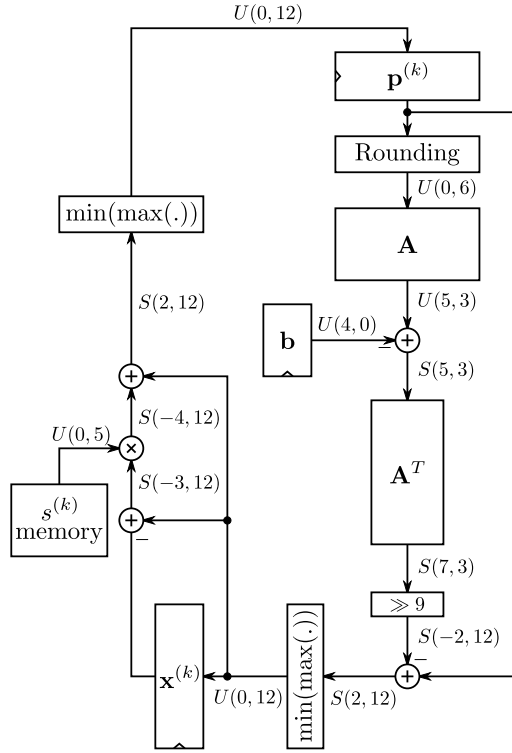 U(0, 12)
p^(k)
Rounding
U(0, 6)
min(max(.))
A
S(2, 12)
U(5, 3)
b
U(4, 0)
−
+
S(5, 3)
+
S(−4, 12)
U(0, 5)
×
A^T
s^(k)
memory
S(−3, 12)
+
−
S(7, 3)
≫ 9
S(−2, 12)
x^(k)
min(max(.))
−
+
U(0, 12)
S(2, 12)